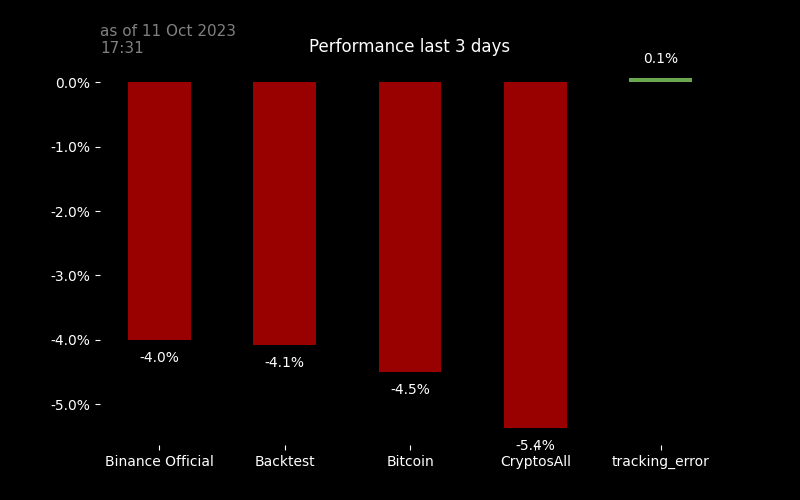 as of 11 Oct 2023
17:31
Performance last 3 days
0.1%
0.0%
-1.0%
-2.0%
-3.0%
-4.0%
-5.0%
-4.0%
-4.1%
-4.5%
-5.4%
Binance Official
Backtest
Bitcoin
CryptosAll
tracking_error